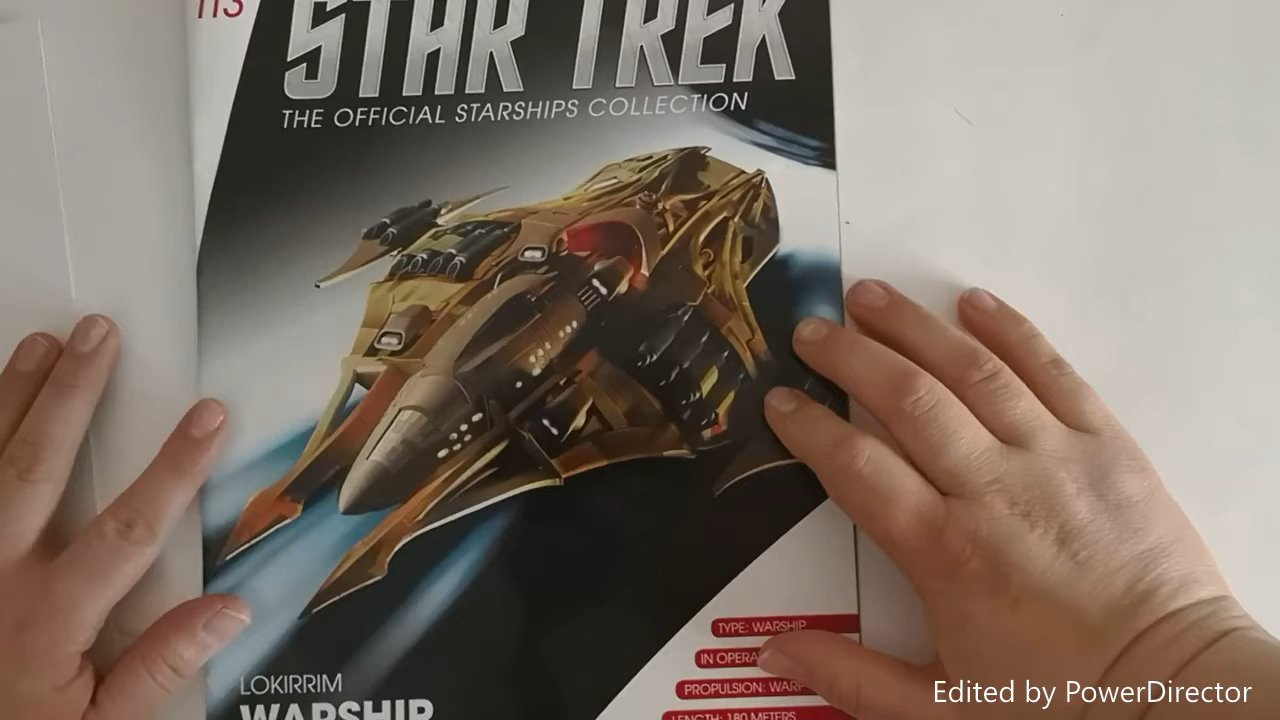 113
STAR TREK
THE OFFICIAL STARSHIPS COLLECTION
TYPE: WARSHIP
IN OPERA
PROPULSION: WARP
LENGTH: 180 METERS
LOKIRRIM
WARSHIP
Edited by PowerDirector